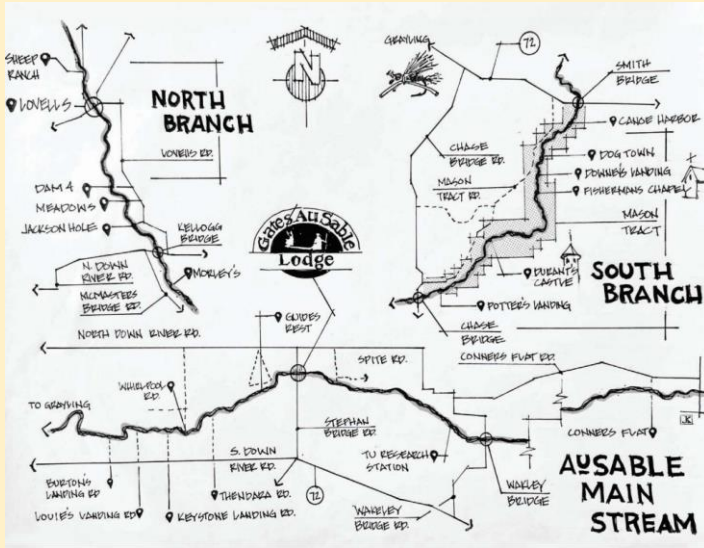 SHEEP
RANCH
LOVELLS
NORTH
BRANCH
LOVELLS RD.
DAM 4
MEADOWS
JACKSON HOLE
KELLOGG
BRIDGE
N. DOWN
RIVER RD.
MCMASTERS
BRIDGE RD.
MORLEY'S
N
Gates AuSable
Lodge
GRAYLING
72
SMITH
BRIDGE
CANOE HARBOR
CHASE
BRIDGE RD.
DOGTOWN
DOWNE'S LANDING
FISHERMANS CHAPEL
MASON
TRACT RD.
MASON
TRACT
DURANT'S
CASTLE
SOUTH
BRANCH
POTTER'S LANDING
CHASE
BRIDGE
NORTH DOWN RIVER RD.
GUIDES
REST
SPITE RD.
CONNERS FLAT RD.
WHIRLPOOL
RD.
TO GRAYLING
STEPHAN
BRIDGE RD.
TU RESEARCH
STATION
CONNERS FLAT
JK
S. DOWN
RIVER RD.
BURTON'S
LANDING RD
LOUIE'S LANDING RD
KEYSTONE LANDING RD.
THENDARA RD.
72
WAKELEY
BRIDGE RD.
WAKLEY
BRIDGE
AUSABLE
MAIN
STREAM